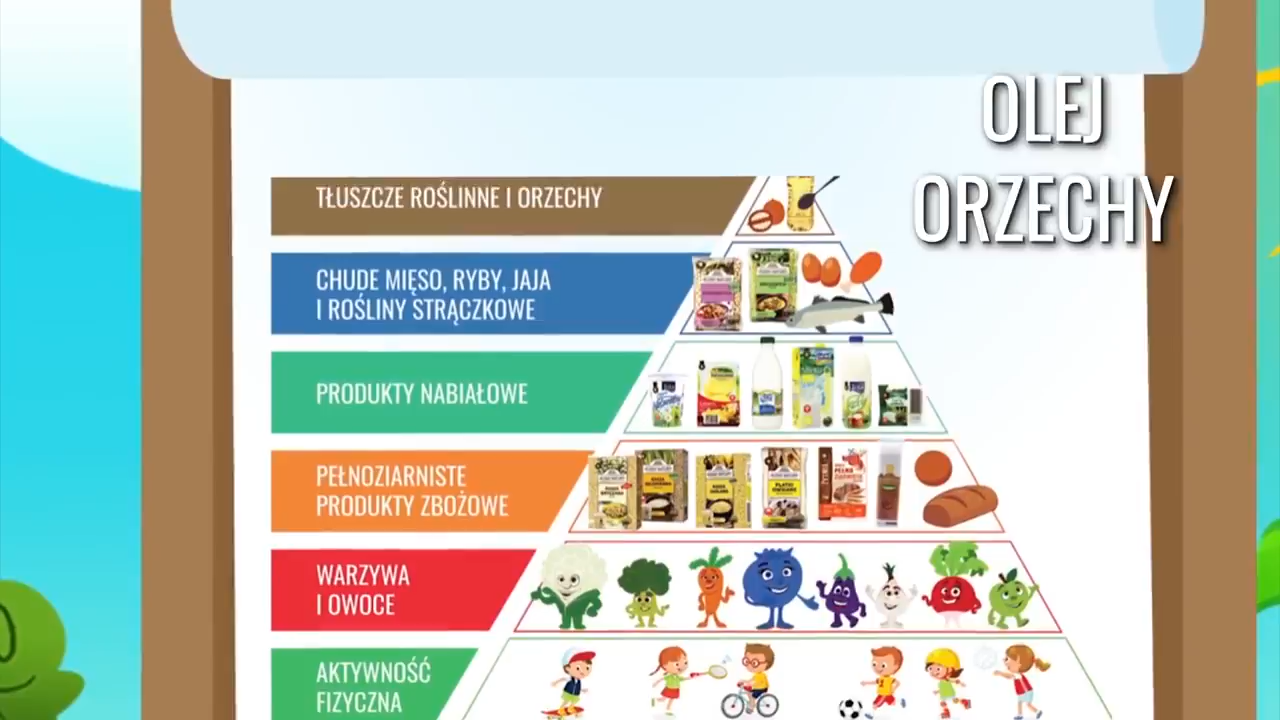 OLEJ
ORZECHY
TŁUSZCZE ROŚLINNE I ORZECHY
CHUDE MIĘSO, RYBY, JAJA
I ROŚLINY STRĄCZKOWE
PRODUKTY NABIAŁOWE
PEŁNOZIARNISTE
PRODUKTY ZBOŻOWE
WARZYWA
I OWOCE
AKTYWNOŚĆ
FIZYCZNA